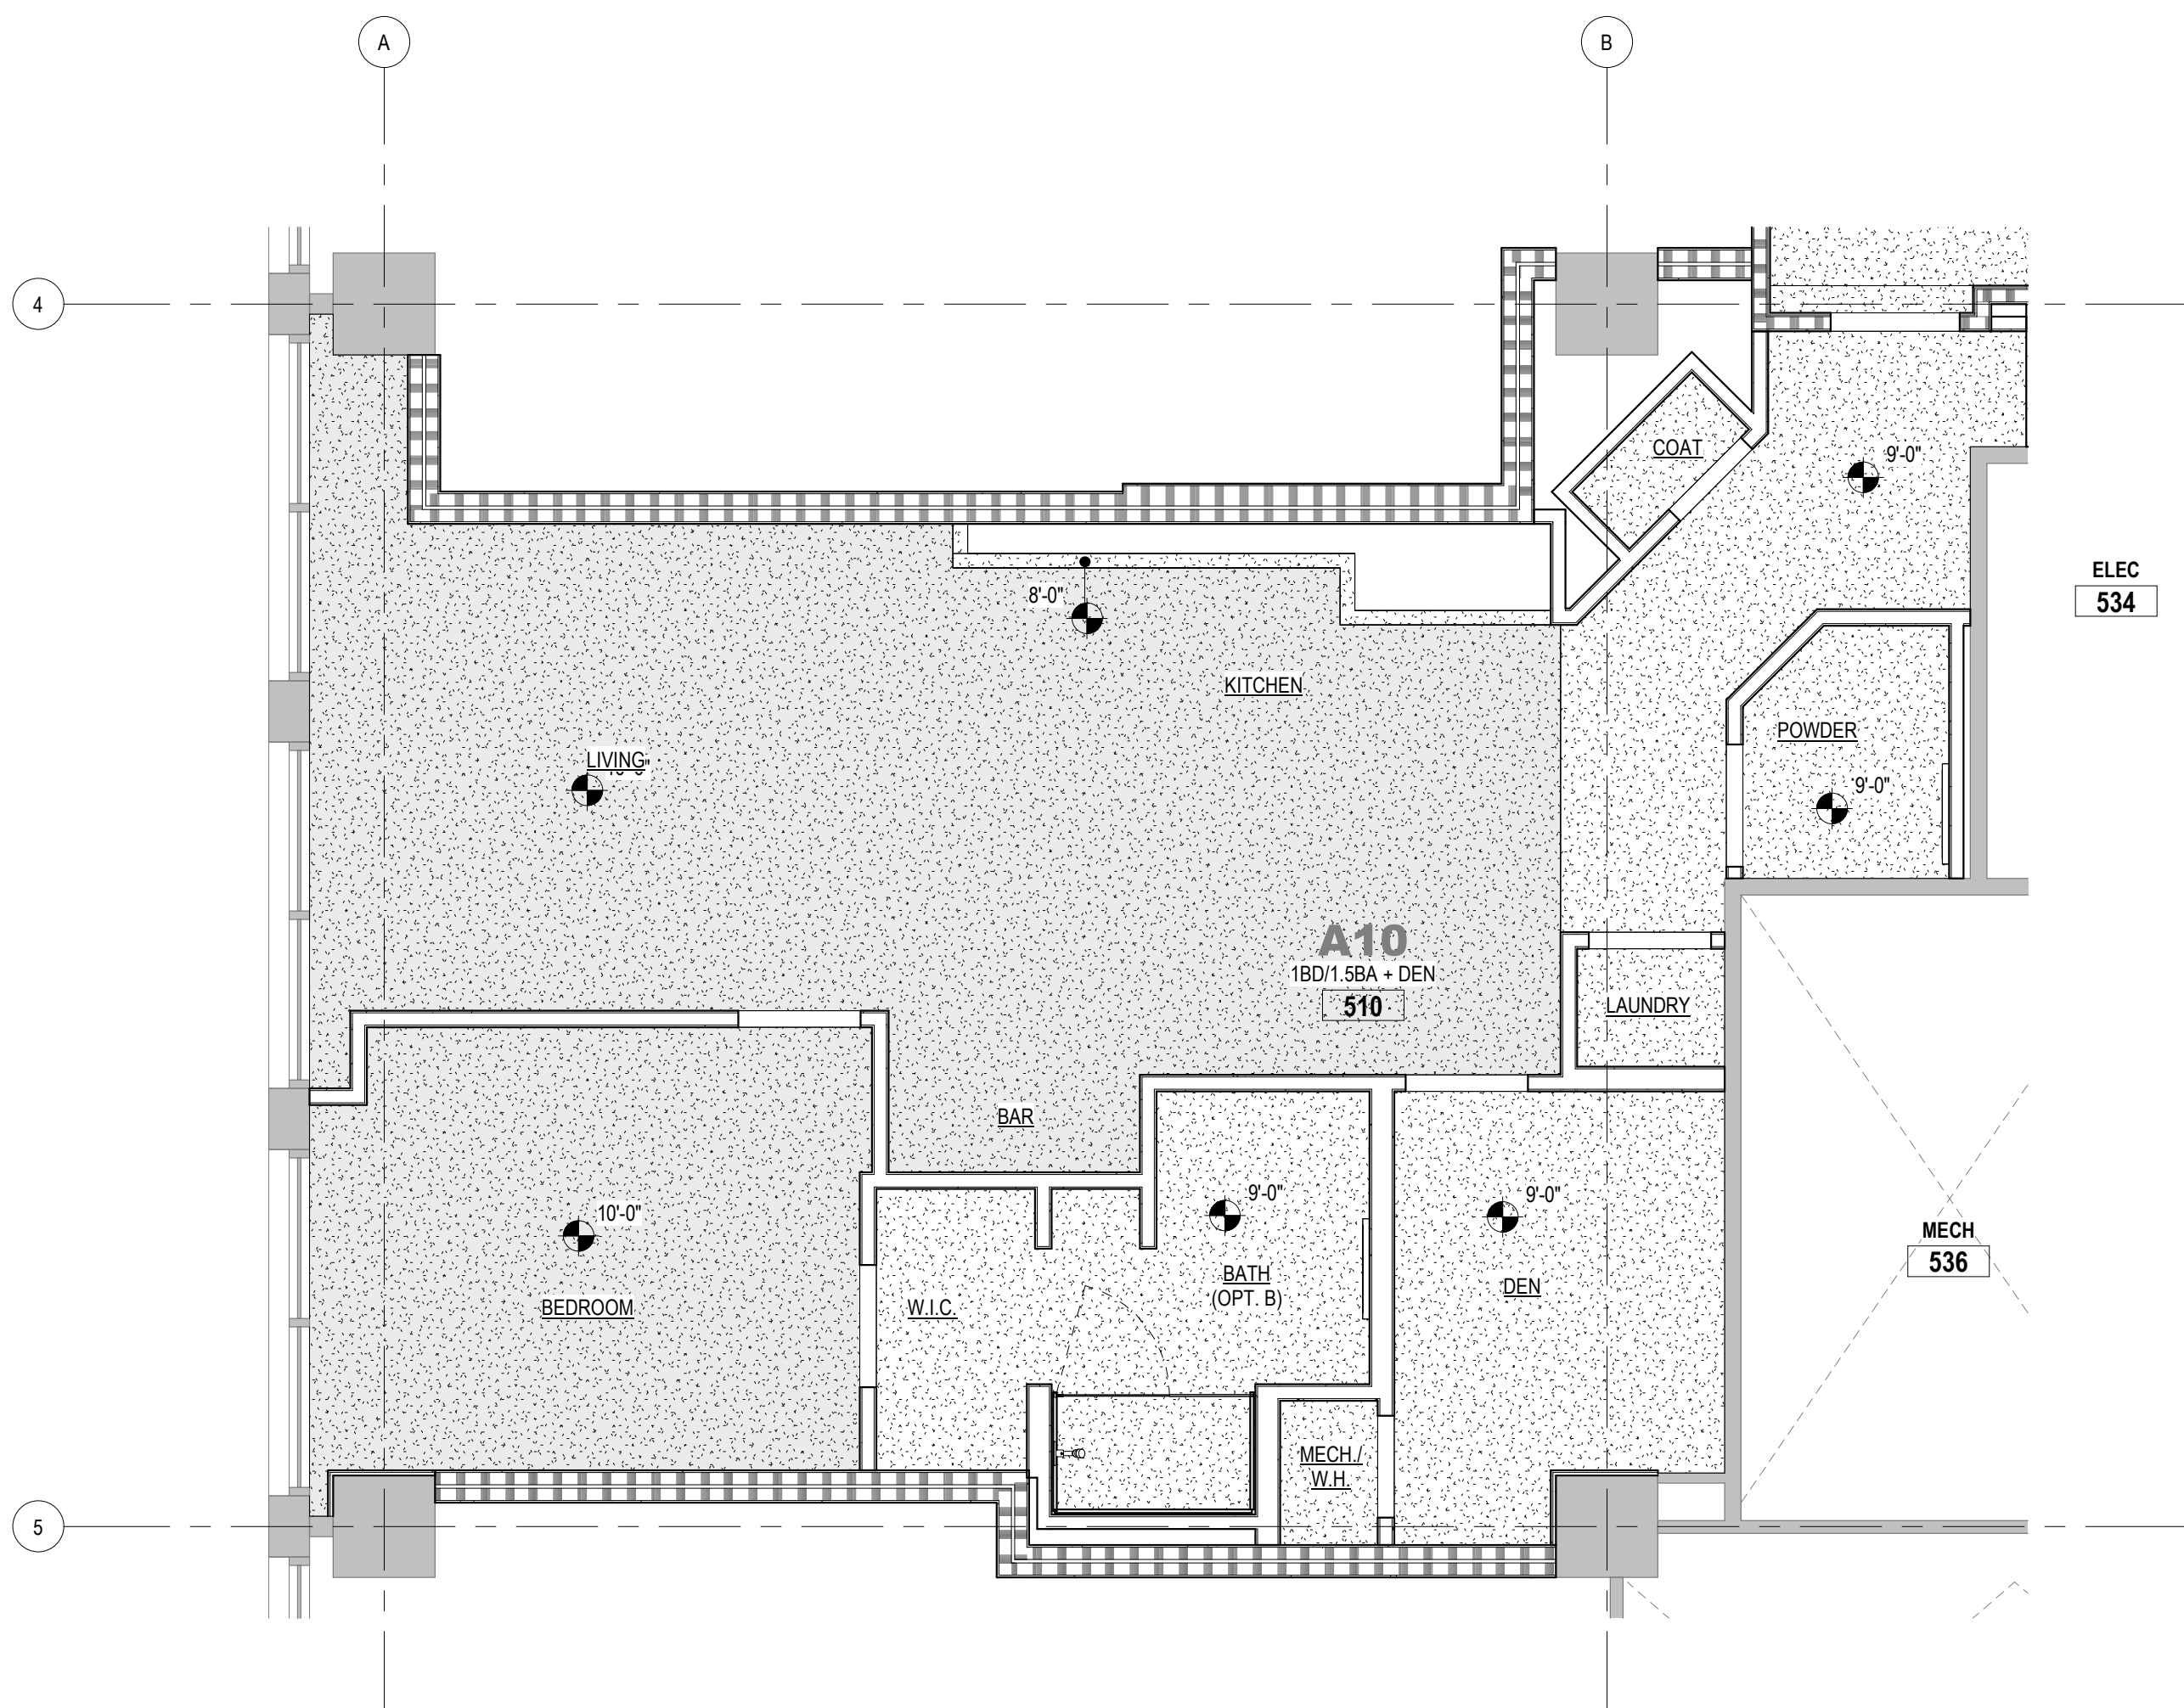 A
B
4
COAT
9'-0"
ELEC
534
8'-0"
KITCHEN
POWDER
LIVING
9'-0"
A10
1BD/1.5BA + DEN
510
LAUNDRY
BAR
9'-0"
9'-0"
10'-0"
MECH
536
BATH
(OPT. B)
DEN
BEDROOM
W.I.C.
MECH./
W.H.
5